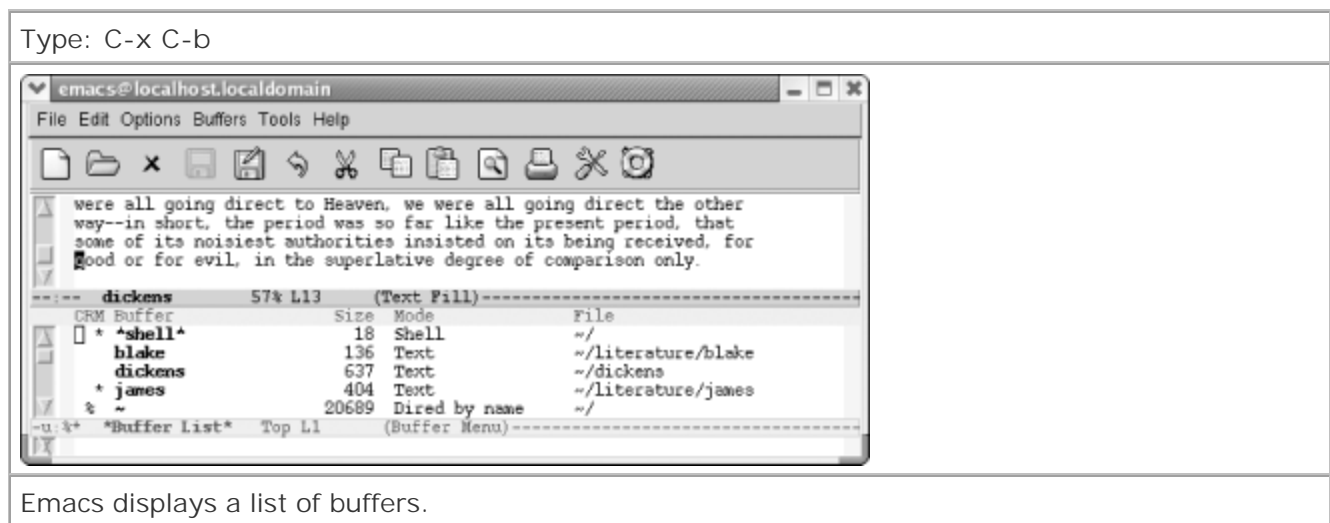 Type: C-x C-b
emacs@localhost.localdomain
File Edit Options Buffers Tools Help
were all going direct to Heaven, we were all going direct the other
way--in short, the period was so far like the present period, that
some of its noisiest authorities insisted on its being received, for
good or for evil, in the superlative degree of comparison only.
--:-- dickens 57% L13 (Text Fill)------------------------------------
CRM Buffer Size Mode File
* *shell* 18 Shell ~/
blake 136 Text ~/literature/blake
dickens 637 Text ~/dickens
* james 404 Text ~/literature/james
% ~ 20689 Dired by name ~/
-u:%* *Buffer List* Top L1 (Buffer Menu)---------------------------------
Emacs displays a list of buffers.